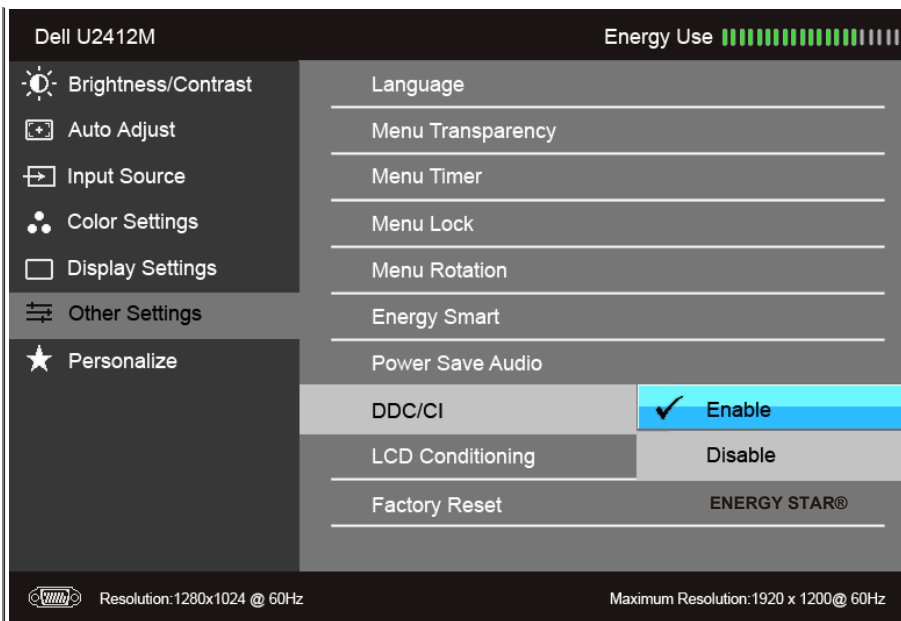 Dell U2412M Energy Use
Brightness/Contrast Language
Auto Adjust Menu Transparency
Input Source Menu Timer
Color Settings Menu Lock
Display Settings Menu Rotation
Other Settings Energy Smart
Personalize Power Save Audio
DDC/CI Enable
LCD Conditioning Disable
Factory Reset ENERGY STAR®
Resolution:1280x1024 @ 60Hz Maximum Resolution:1920 x 1200@ 60Hz